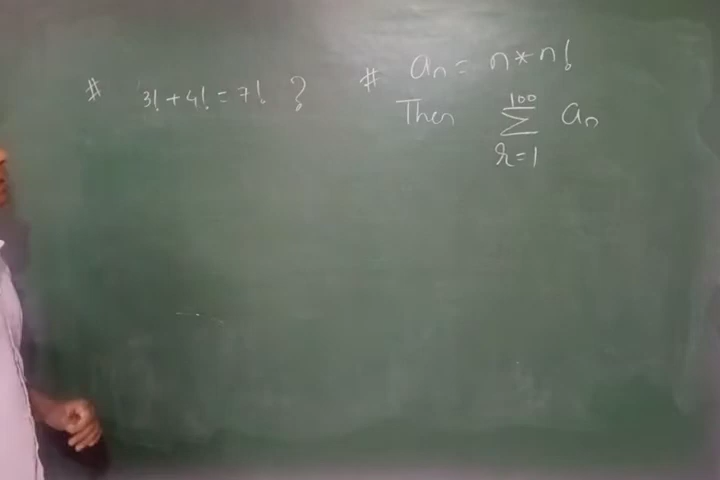 # 3! + 4! = 7! ?
# an = n * n!
Then 100 Σ r=1 an